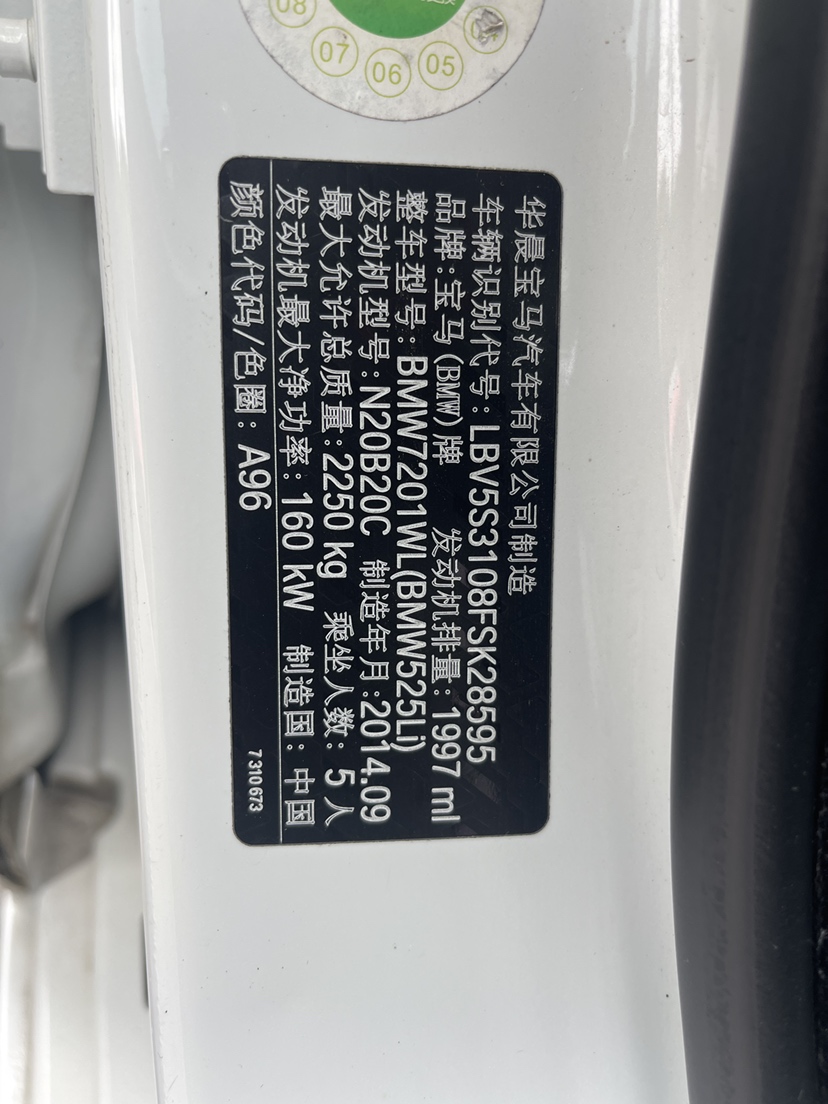 08
07
06
05
华晨宝马汽车有限公司制造
车辆识别代号:LBV5S3108FSK28595
品牌:宝马(BMW)牌 发动机排量:1997 ml
整车型号:BMW7201WL(BMW525Li)
发动机型号:N20B20C 制造年月:2014.09
最大允许总质量:2250 kg 乘坐人数:5人
发动机最大净功率:160 kW 制造国:中国
颜色代码/色圈:A96
7310673